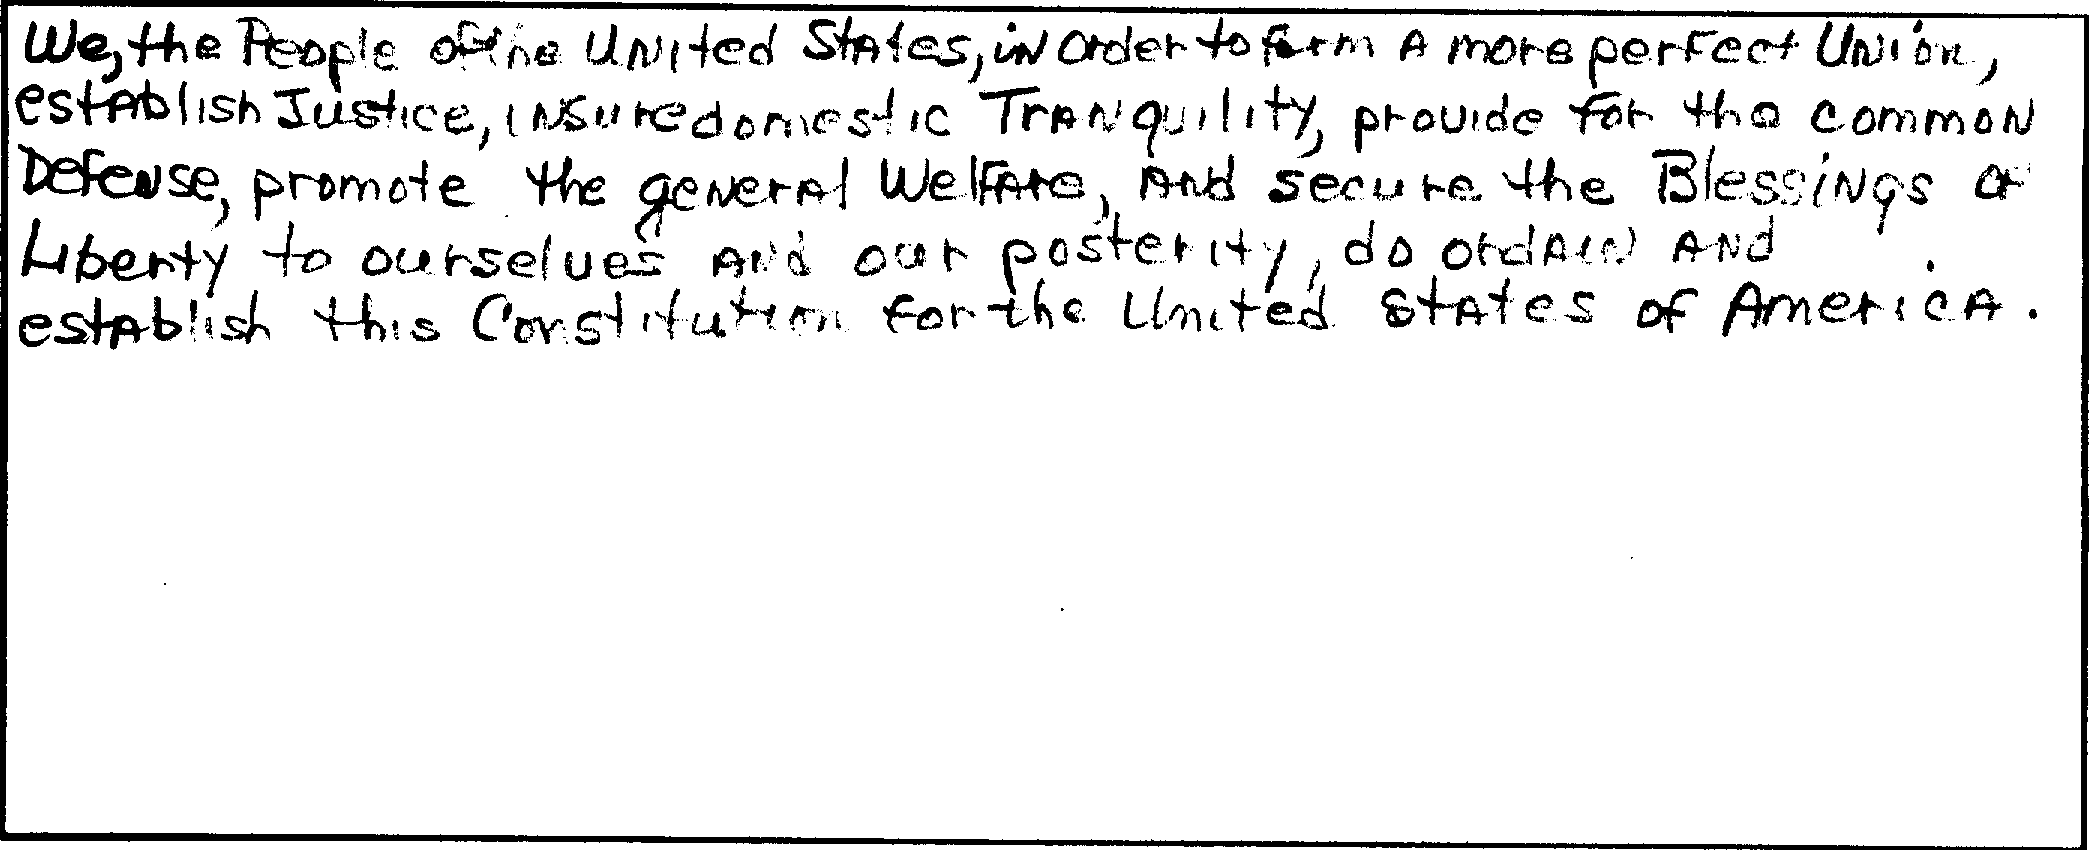 We, the People of the United States, in order to form a more perfect Union,
establish Justice, insure domestic Tranquility, provide for the common
Defense, promote the general Welfare, and secure the Blessings of
Liberty to ourselves and our posterity, do ordain and
establish this Constitution for the United States of America.